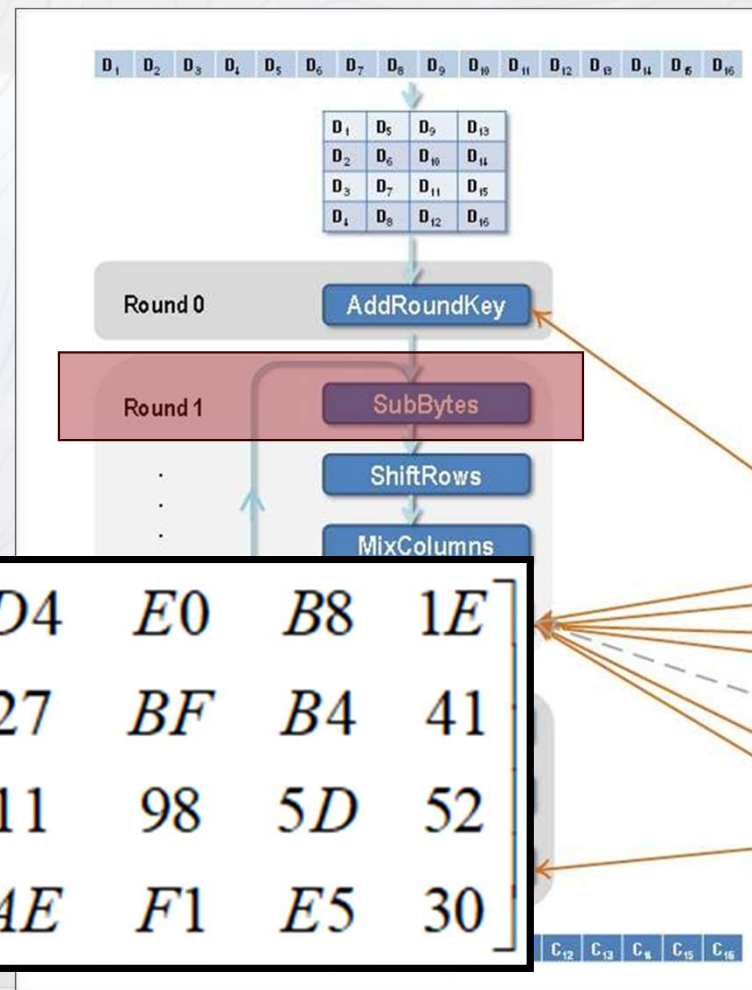 D₁ D₂ D₃ D₄ D₅ D₆ D₇ D₈ D₉ D₁₀ D₁₁ D₁₂ D₁₃ D₁₄ D₁₅ D₁₆
D₁ D₅ D₉ D₁₃
D₂ D₆ D₁₀ D₁₄
D₃ D₇ D₁₁ D₁₅
D₄ D₈ D₁₂ D₁₆
Round 0 AddRoundKey
Round 1 SubBytes
ShiftRows
MixColumns
D4 E0 B8 1E
27 BF B4 41
11 98 5D 52
AE F1 E5 30
C₁₂ C₁₃ C₁₄ C₁₅ C₁₆